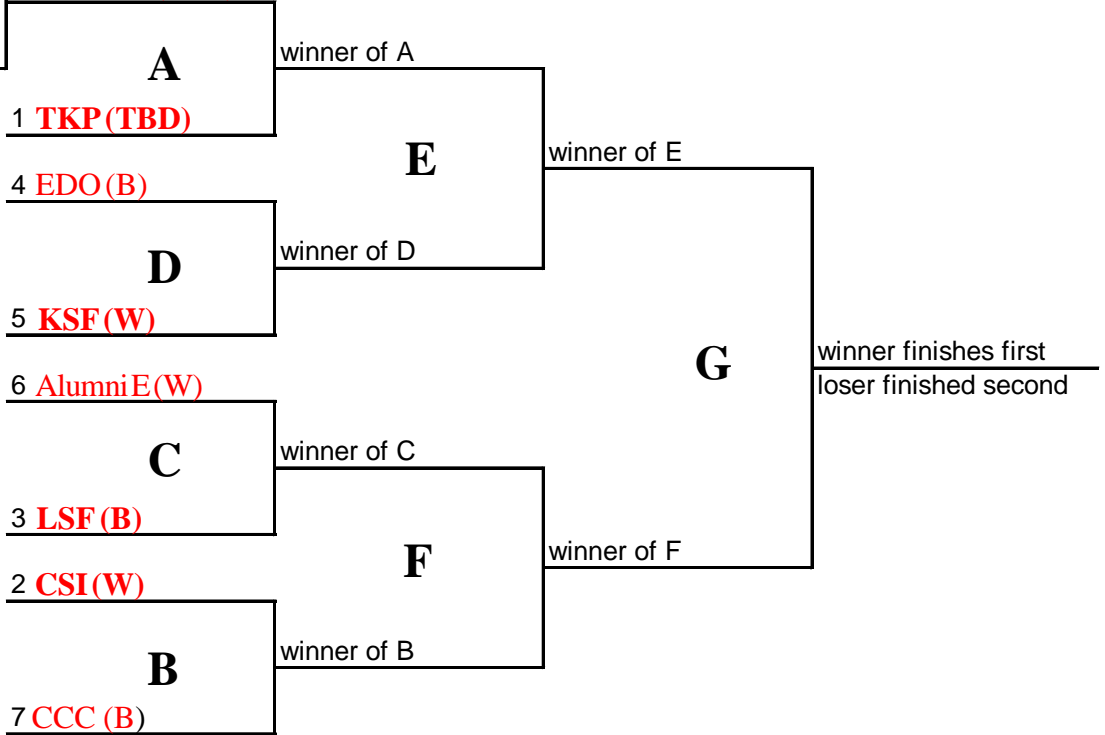 winner of A
A
1 TKP (TBD)
E
winner of E
4 EDO (B)
D
winner of D
5 KSF (W)
G
winner finishes first
loser finished second
6 Alumni E (W)
C
winner of C
3 LSF (B)
F
winner of F
2 CSI (W)
B
winner of B
7 CCC (B)